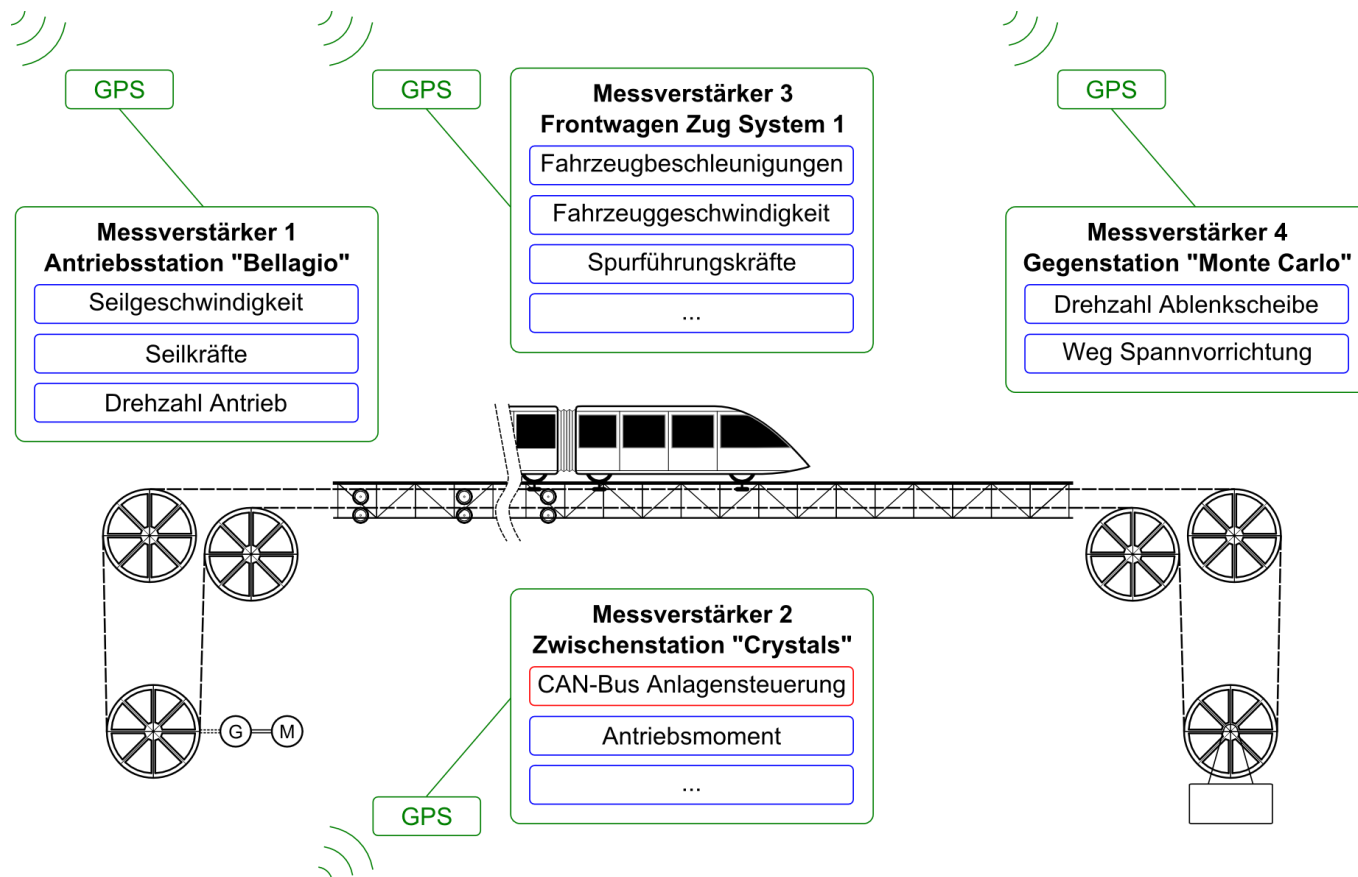 GPS
GPS
GPS
Messverstärker 1
Antriebsstation "Bellagio"
Seilgeschwindigkeit
Seilkräfte
Drehzahl Antrieb
Messverstärker 3
Frontwagen Zug System 1
Fahrzeugbeschleunigungen
Fahrzeuggeschwindigkeit
Spurführungskräfte
...
Messverstärker 4
Gegenstation "Monte Carlo"
Drehzahl Ablenkscheibe
Weg Spannvorrichtung
Messverstärker 2
Zwischenstation "Crystals"
CAN-Bus Anlagensteuerung
Antriebsmoment
...
G
M
GPS